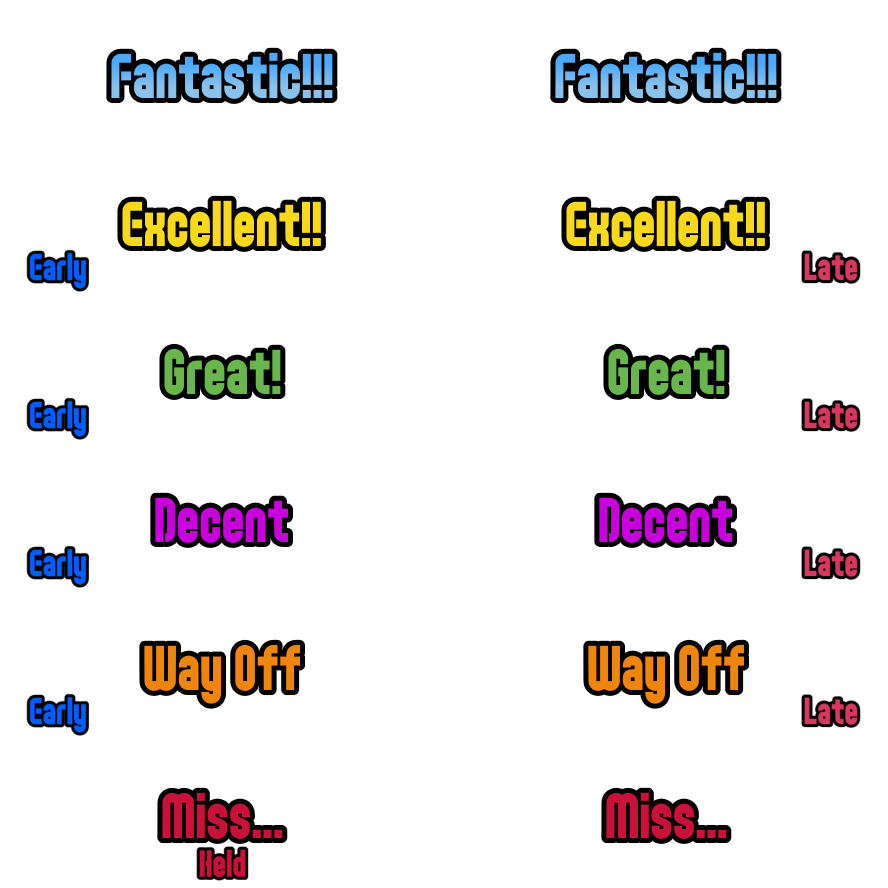 Fantastic!!! Fantastic!!!
Excellent!! Excellent!!
Early Late
Great! Great!
Early Late
Decent Decent
Early Late
Way Off Way Off
Early Late
Miss... Miss...
Held